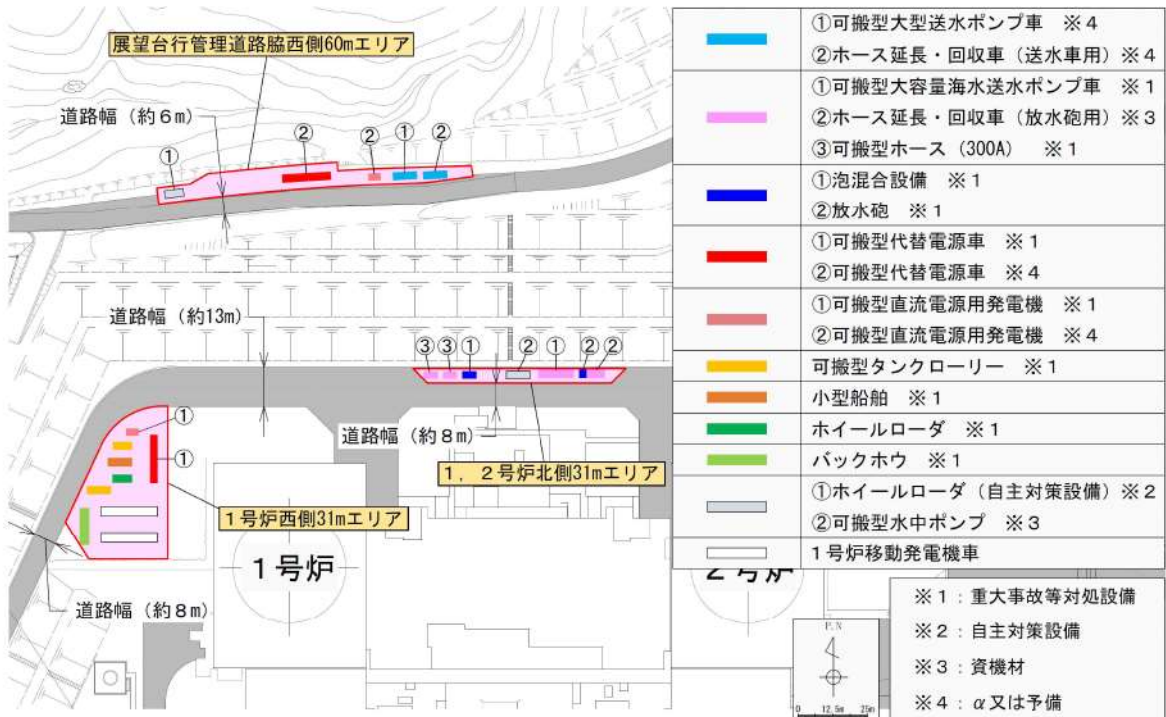 展望台行管理道路脇西側60mエリア
道路幅（約６m）
①
②
②
①
②
道路幅（約13m）
③
③
①
②
①
②
②
道路幅（約８m）
１，２号炉北側31mエリア
①
①
１号炉西側31mエリア
道路幅（約８m）
１号炉
２号炉
①可搬型大型送水ポンプ車　※４
②ホース延長・回収車（送水車用）※４
①可搬型大容量海水送水ポンプ車　※１
②ホース延長・回収車（放水砲用）※３
③可搬型ホース（300A）　※１
①泡混合設備　※１
②放水砲　※１
①可搬型代替電源車　※１
②可搬型代替電源車　※４
①可搬型直流電源用発電機　※１
②可搬型直流電源用発電機　※４
可搬型タンクローリー　※１
小型船舶　※１
ホイールローダ　※１
バックホウ　※１
①ホイールローダ（自主対策設備）※２
②可搬型水中ポンプ　※３
１号炉移動発電機車
※１：重大事故等対処設備
※２：自主対策設備
※３：資機材
※４：α又は予備
P.N
0 12.5m 25m